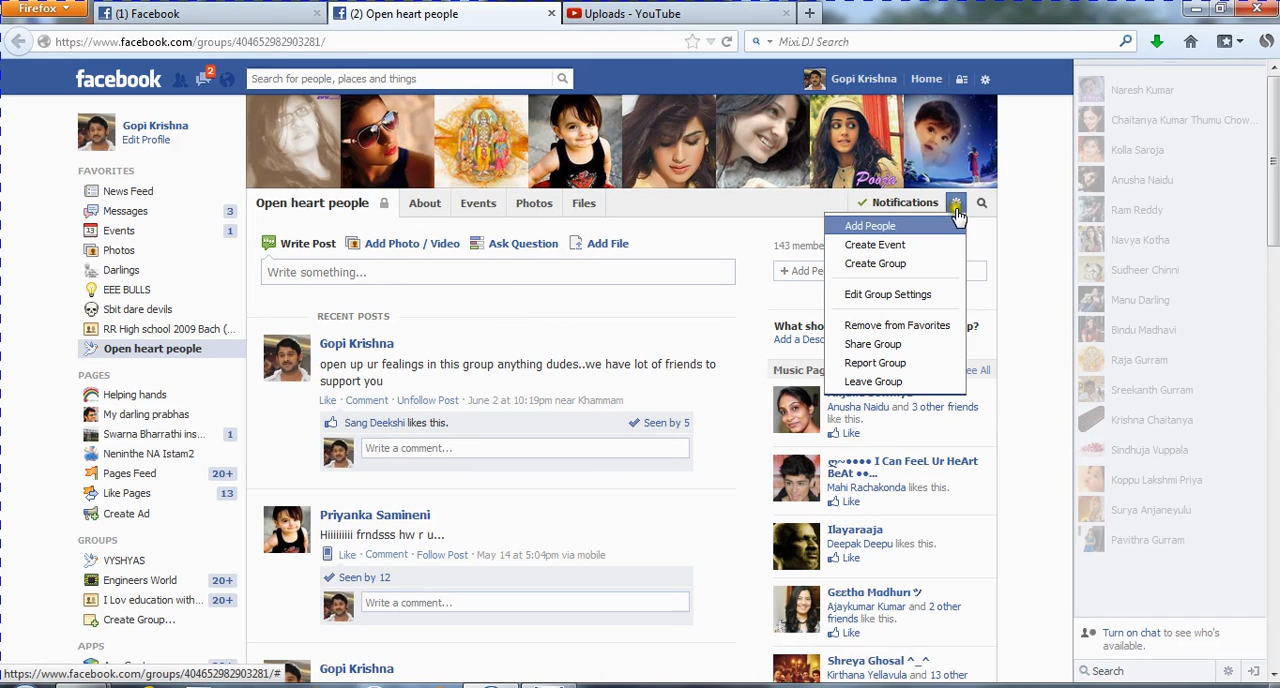 Firefox
(1) Facebook
(2) Open heart people
Uploads - YouTube
https://www.facebook.com/groups/404652982903281/
Mixi.DJ Search
facebook
2
Search for people, places and things
Gopi Krishna
Home
Gopi Krishna
Edit Profile
FAVORITES
News Feed
Messages 3
Events 1
Photos
Darlings
EEE BULLS
Sbit dare devils
RR High school 2009 Bach (...
Open heart people
PAGES
Helping hands
My darling prabhas
Swarna Bharrathi ins... 1
Neninthe NA Istam2
Pages Feed 20+
Like Pages 13
Create Ad
GROUPS
VYSHYAS
Engineers World 20+
I Lov education with... 20+
Create Group...
APPS
https://www.facebook.com/groups/404652982903281/#
Pooja
Open heart people
About
Events
Photos
Files
Notifications
Write Post
Add Photo / Video
Ask Question
Add File
Write something...
RECENT POSTS
Gopi Krishna
open up ur fealings in this group anything dudes..we have lot of friends to
support you
Like · Comment · Unfollow Post · June 2 at 10:19pm near Khammam
Sang Deekshi likes this.
Seen by 5
Write a comment...
Priyanka Samineni
Hiiiiiiiii frndsss hw r u...
Like · Comment · Follow Post · May 14 at 5:04pm via mobile
Seen by 12
Write a comment...
Gopi Krishna
Add People
Create Event
Create Group
Edit Group Settings
Remove from Favorites
Share Group
Report Group
Leave Group
143 membe
+ Add Pe
What sho
p?
Add a Desc
Music Pag
ee All
Anusha Naidu and 3 other friends
like this.
Like
ღ~●●●● I Can FeeL Ur HeArt
BeAt ●●...
Mahi Rachakonda likes this.
Like
Ilayaraaja
Deepak Deepu likes this.
Like
Gεεthα Mαdhurι ツ
Ajaykumar Kumar and 2 other
friends like this.
Like
Shreya Ghosal ^_^
Kirthana Yellavula and 13 other
Naresh Kumar
Chaitanya Kumar Thumu Chow...
Kolla Saroja
Anusha Naidu
Ram Reddy
Navya Kotha
Sudheer Chinni
Manu Darling
Bindu Madhavi
Raja Gurram
Sreekanth Gurram
Krishna Chaitanya
Sindhuja Vuppala
Koppu Lakshmi Priya
Surya Anjaneyulu
Pavithra Gurram
Turn on chat to see who's
available.
Search